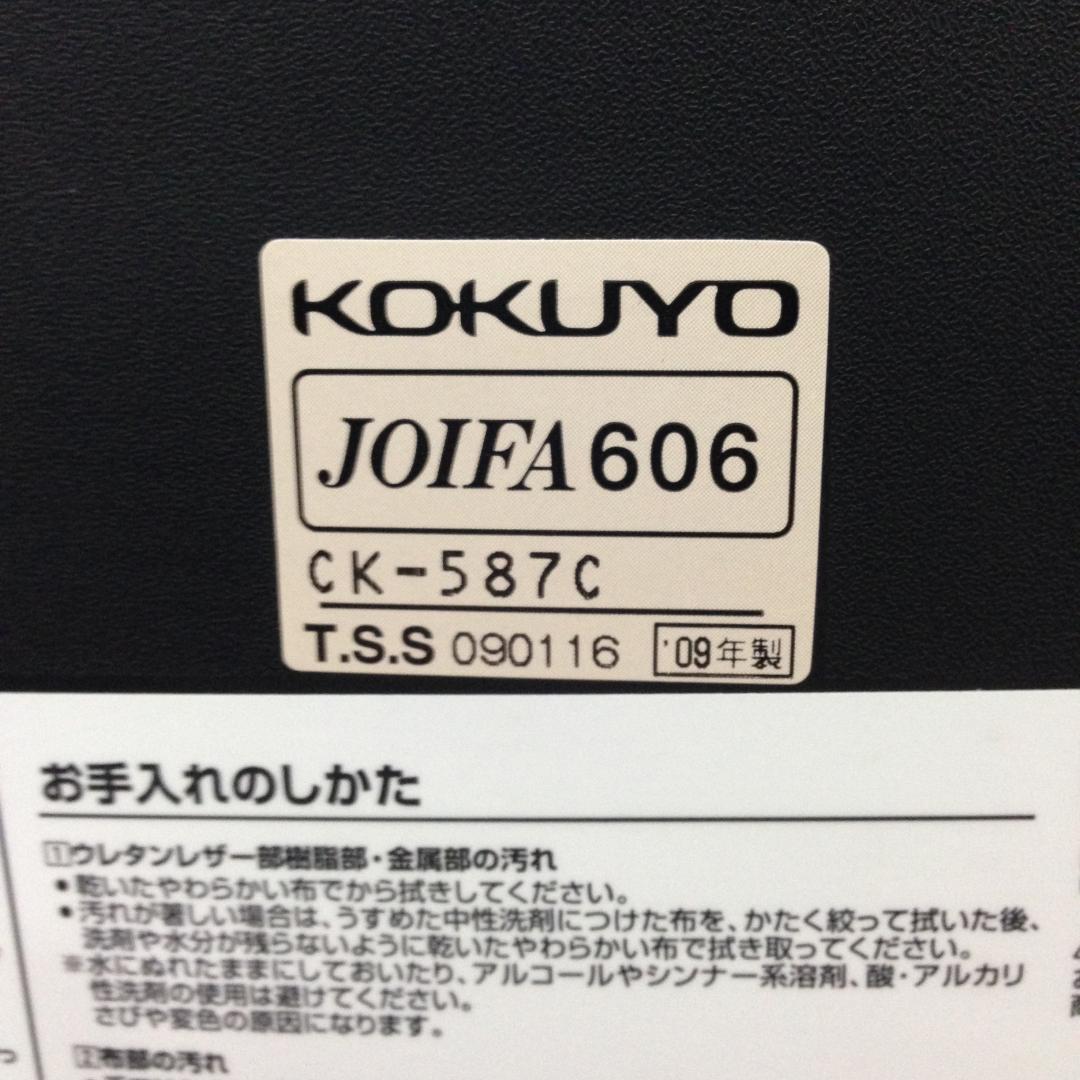 KOKUYO
JOIFA606
CK-587C
T.S.S 090116 '09年製
お手入れのしかた
1ウレタンレザー部樹脂部・金属部の汚れ
•乾いたやわらかい布でから拭きしてください。
•汚れが著しい場合は、うすめた中性洗剤につけた布を、かたく絞って拭いた後、
洗剤や水分が残らないように乾いたやわらかい布で拭き取ってください。
※水にぬれたままにしておいたり、アルコールやシンナー系溶剤、酸・アルカリ
性洗剤の使用は避けてください。
さびや変色の原因になります。
2布部の汚れ